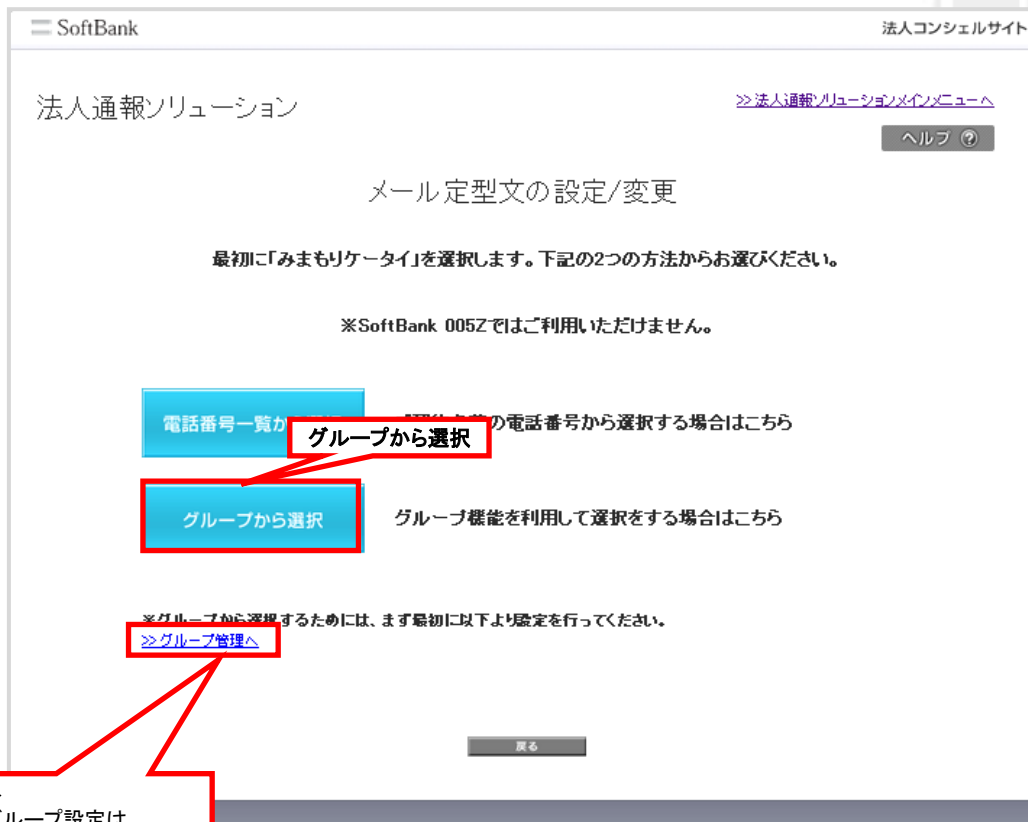 SoftBank
法人コンシェルサイト
法人通報ソリューション
>>法人通報ソリューションメインメニューへ
ヘルプ ?
メール定型文の設定/変更
最初に「みまもりケータイ」を選択します。下記の2つの方法からお選びください。
※SoftBank 005Zではご利用いただけません。
電話番号一覧か
の電話番号から選択する場合はこちら
グループから選択
グループから選択
グループ機能を利用して選択をする場合はこちら
※グループから選択するためには、まず最初に以下より設定を行ってください。
>>グループ管理へ
戻る
グループ設定は